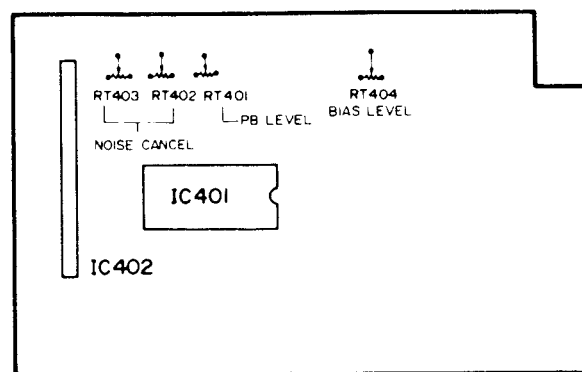 RT403 RT402 RT401
PB LEVEL
NOISE CANCEL
RT404
BIAS LEVEL
IC401
IC402